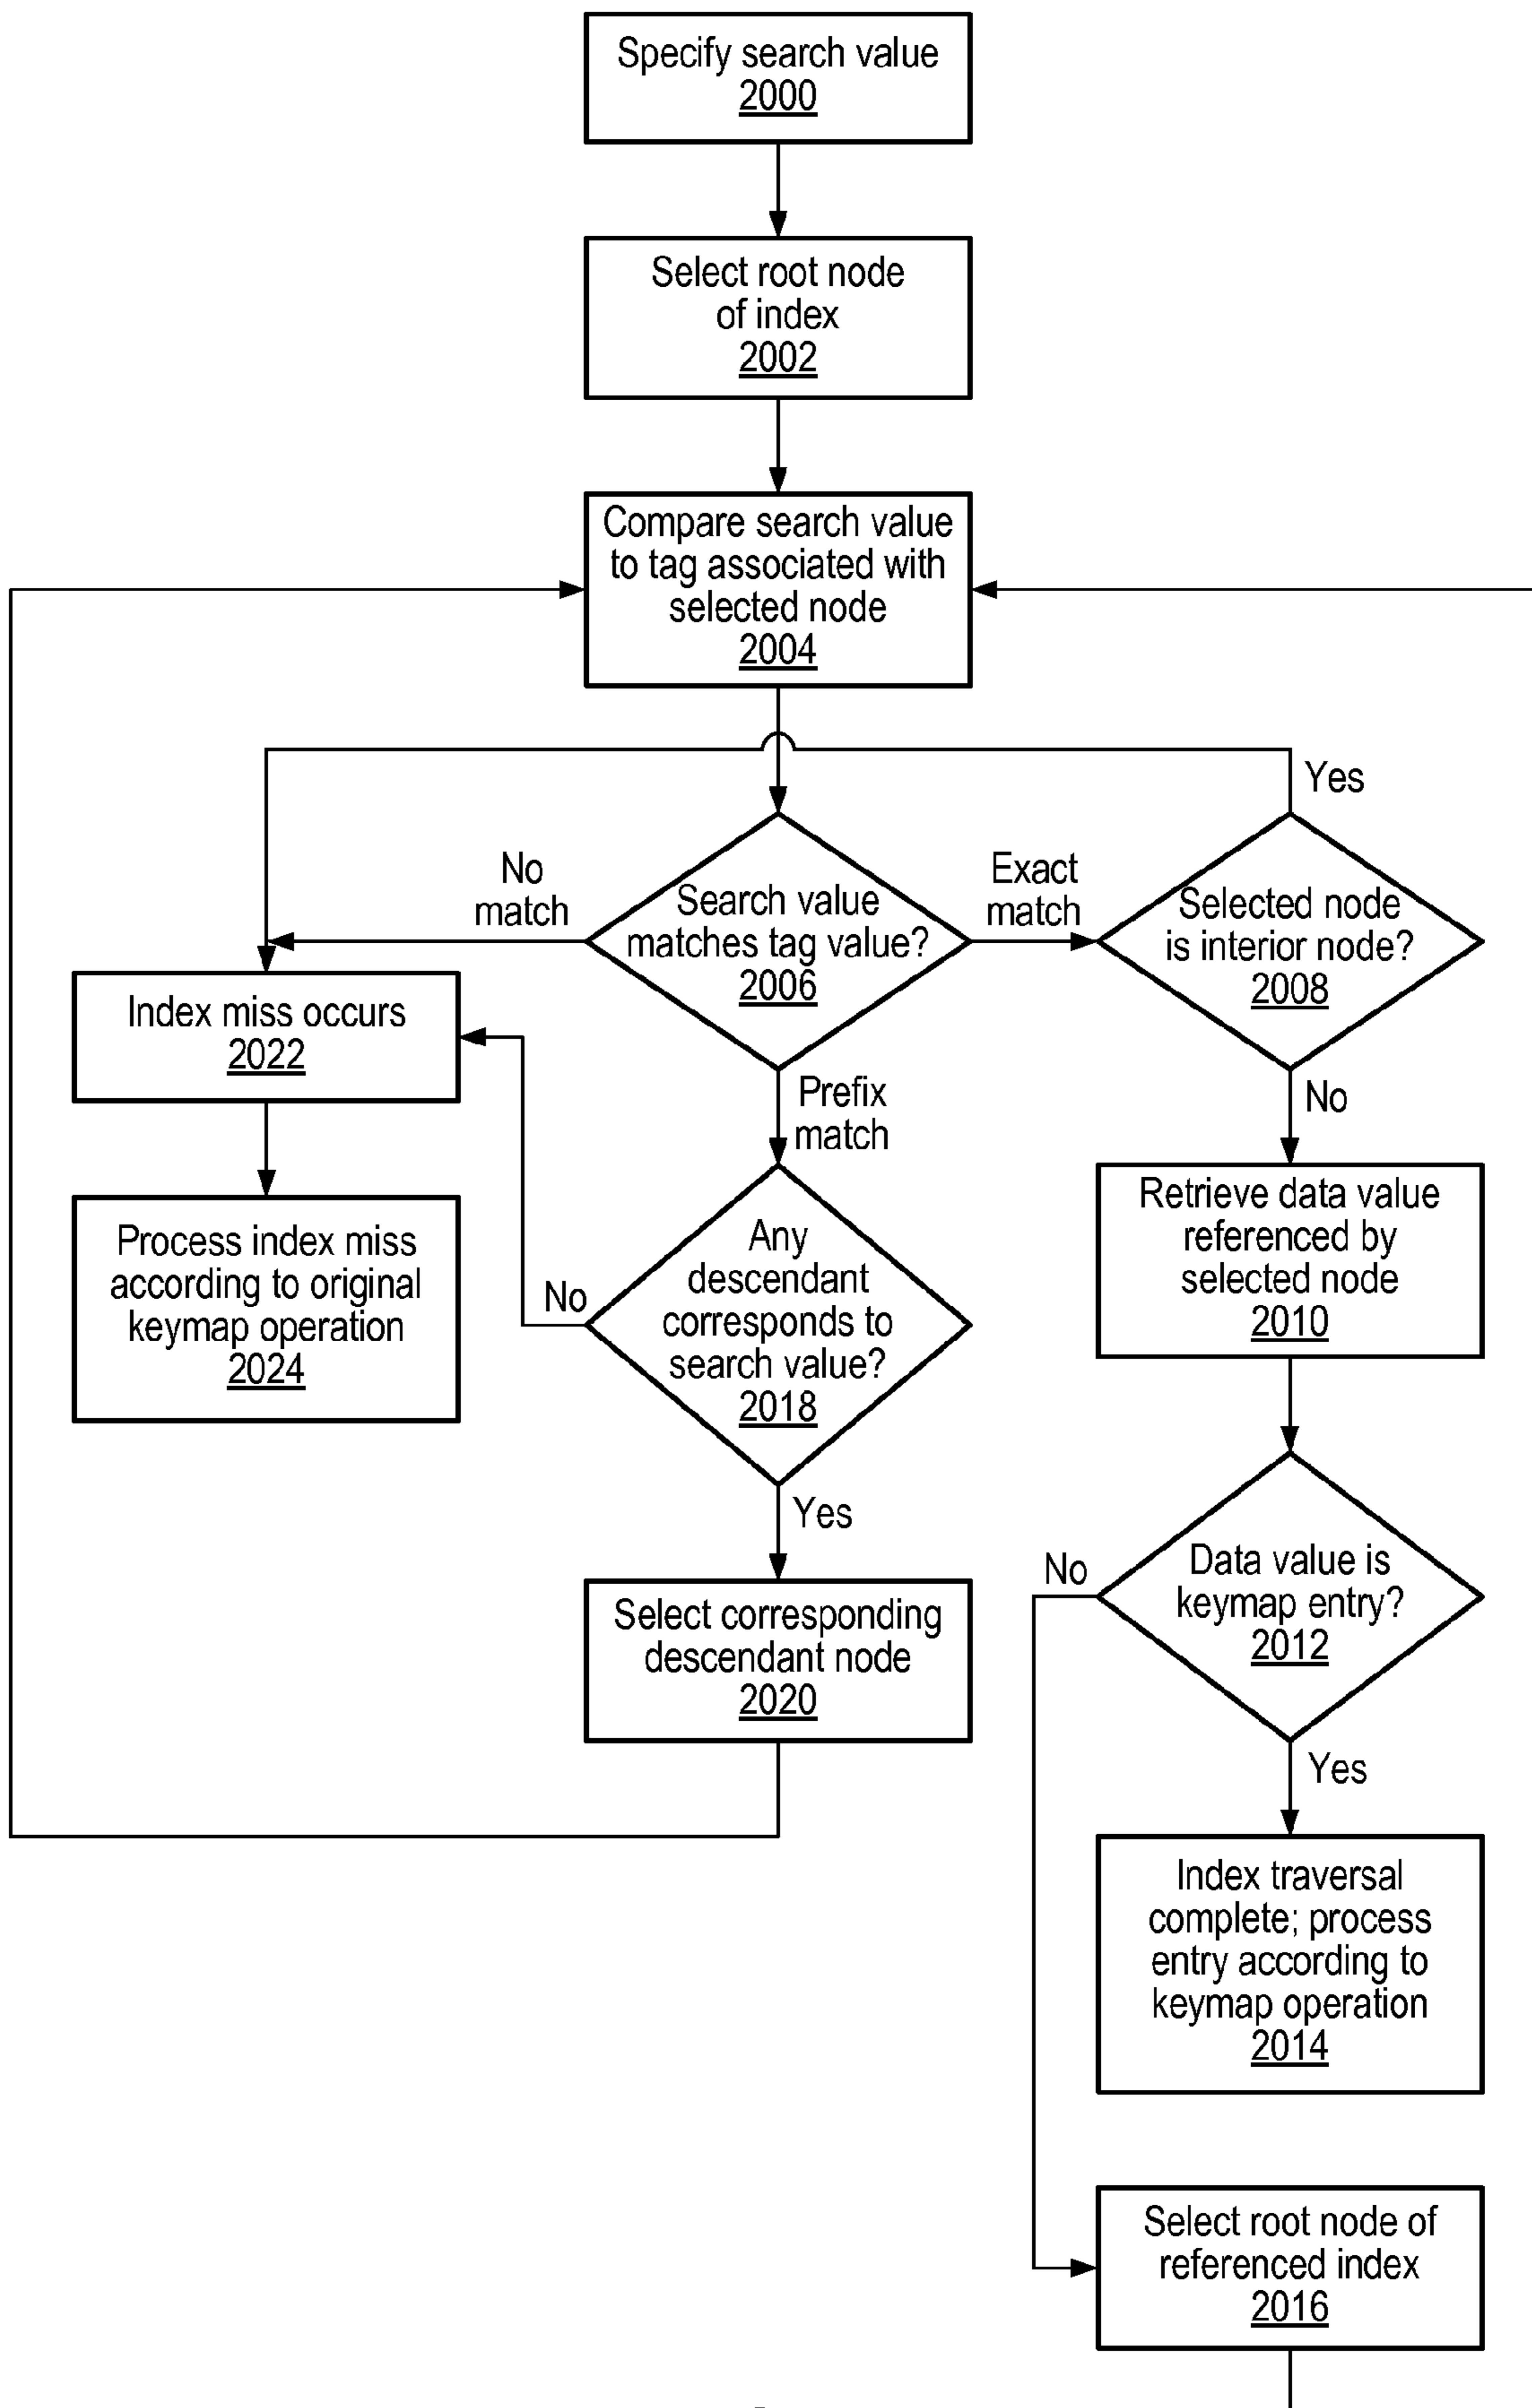 Specify search value
2000
Select root node
of index
2002
Compare search value
to tag associated with
selected node
2004
Yes
No
match
Search value
matches tag value?
2006
Exact
match
Selected node
is interior node?
2008
Index miss occurs
2022
Prefix
match
No
Process index miss
according to original
keymap operation
2024
No
Any
descendant
corresponds to
search value?
2018
Retrieve data value
referenced by
selected node
2010
Yes
Select corresponding
descendant node
2020
No
Data value is
keymap entry?
2012
Yes
Index traversal
complete; process
entry according to
keymap operation
2014
Select root node of
referenced index
2016